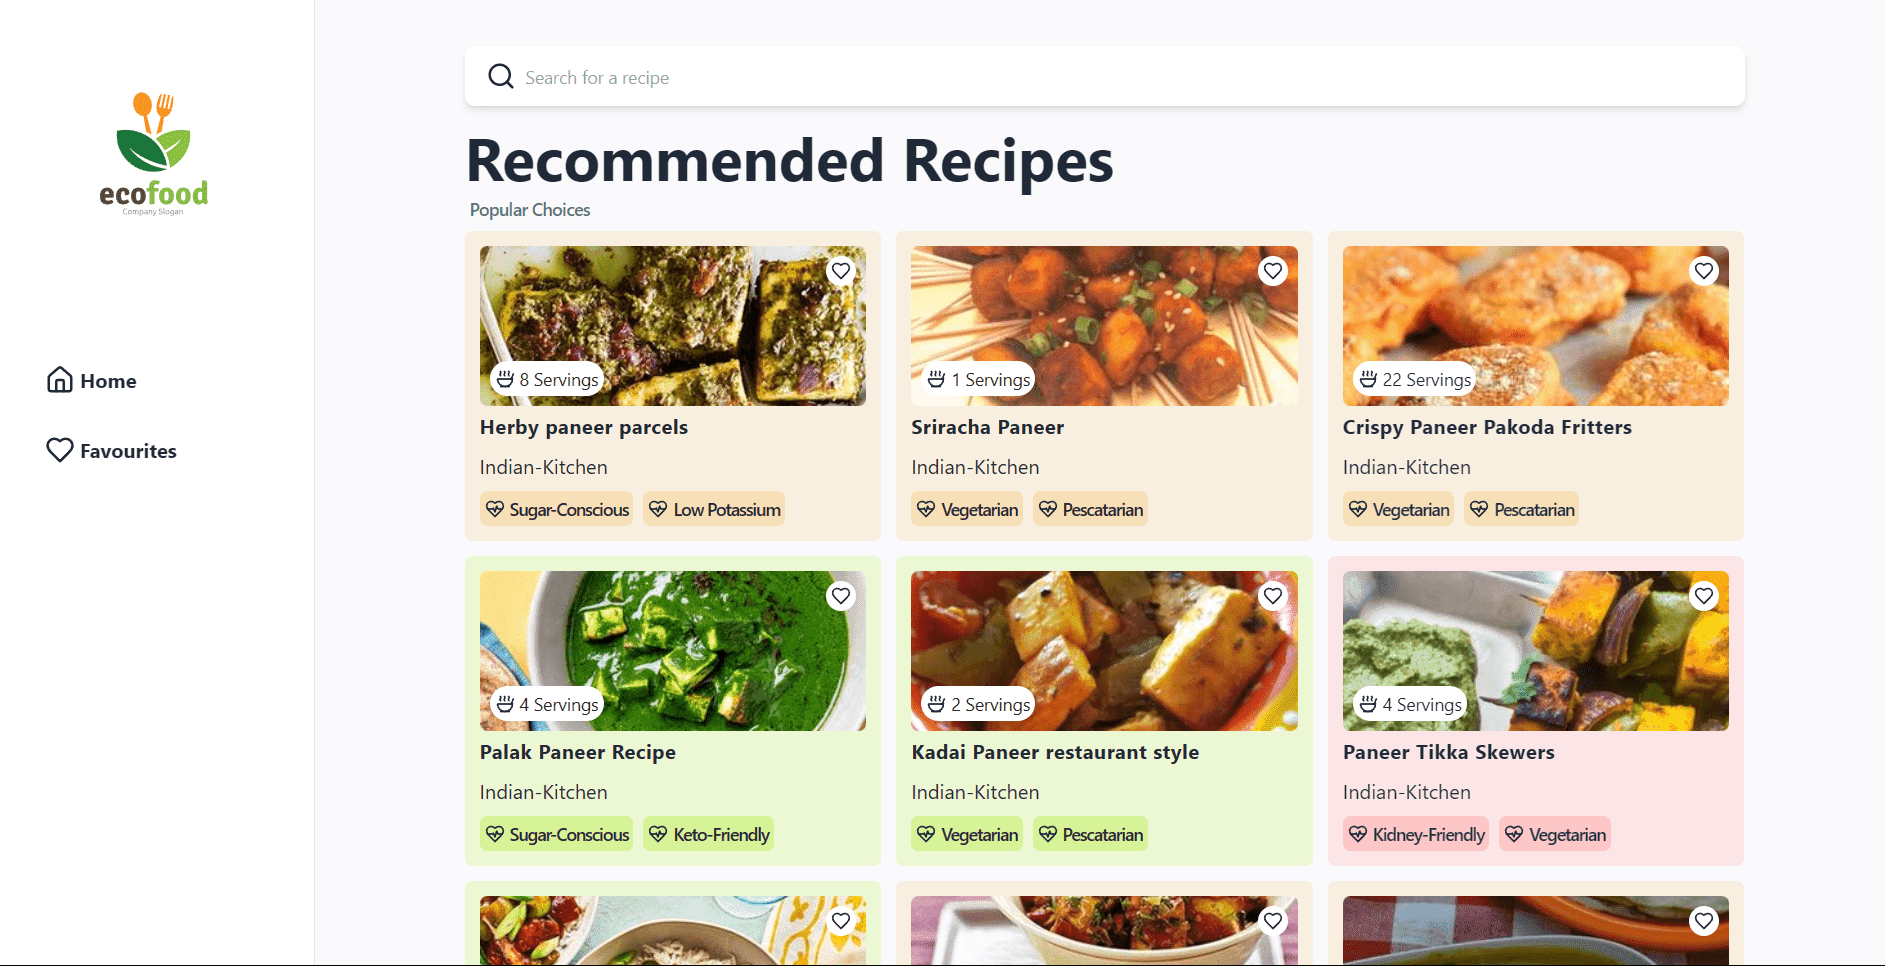 ecofood
Company Slogan
Home
Favourites
Search for a recipe
Recommended Recipes
Popular Choices
8 Servings
Herby paneer parcels
Indian-Kitchen
Sugar-Conscious Low Potassium
1 Servings
Sriracha Paneer
Indian-Kitchen
Vegetarian Pescatarian
22 Servings
Crispy Paneer Pakoda Fritters
Indian-Kitchen
Vegetarian Pescatarian
4 Servings
Palak Paneer Recipe
Indian-Kitchen
Sugar-Conscious Keto-Friendly
2 Servings
Kadai Paneer restaurant style
Indian-Kitchen
Vegetarian Pescatarian
4 Servings
Paneer Tikka Skewers
Indian-Kitchen
Kidney-Friendly Vegetarian